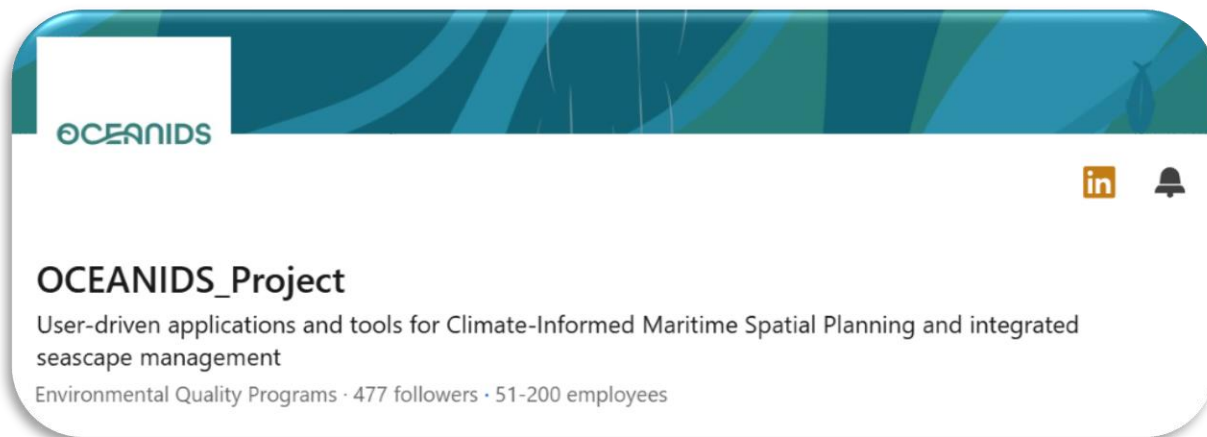 OCEANIDS
in
OCEANIDS_Project
User-driven applications and tools for Climate-Informed Maritime Spatial Planning and integrated
seascape management
Environmental Quality Programs · 477 followers · 51-200 employees